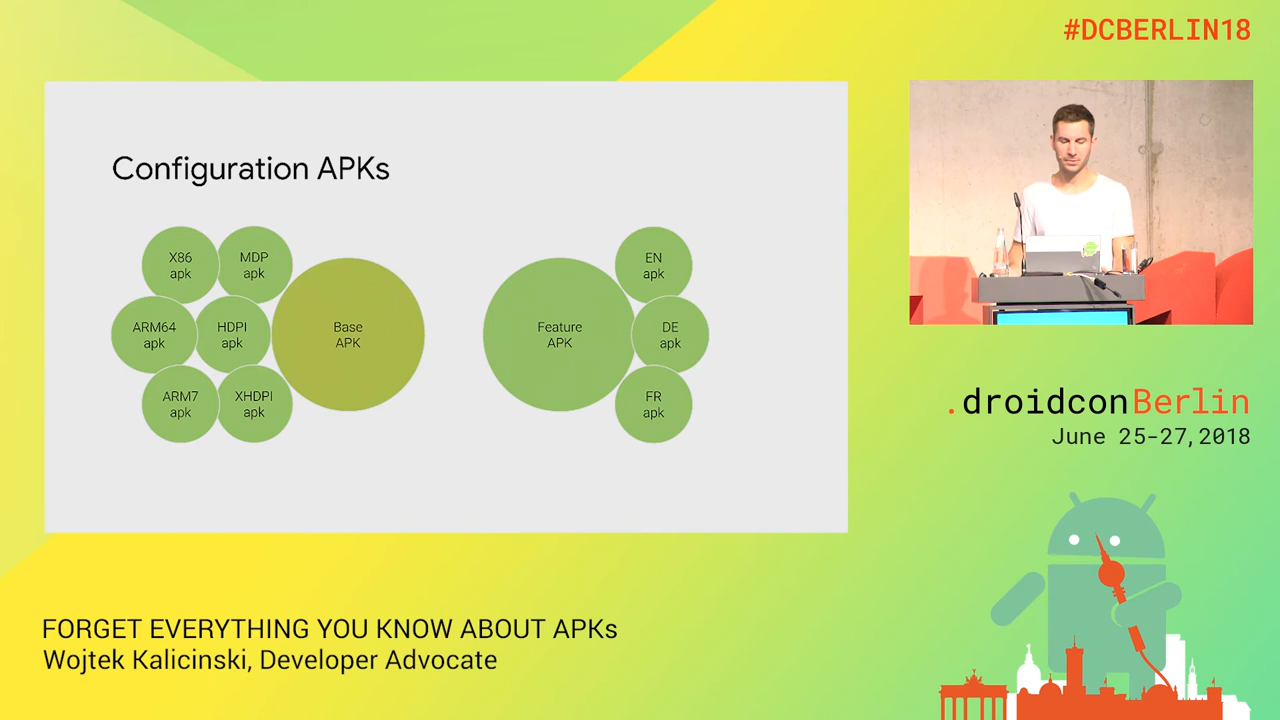 #DCBERLIN18
Configuration APKs
X86
apk
MDP
apk
ARM64
apk
HDPI
apk
ARM7
apk
XHDPI
apk
Base
APK
Feature
APK
EN
apk
DE
apk
FR
apk
.droidconBerlin
June 25-27,2018
FORGET EVERYTHING YOU KNOW ABOUT APKs
Wojtek Kalicinski, Developer Advocate